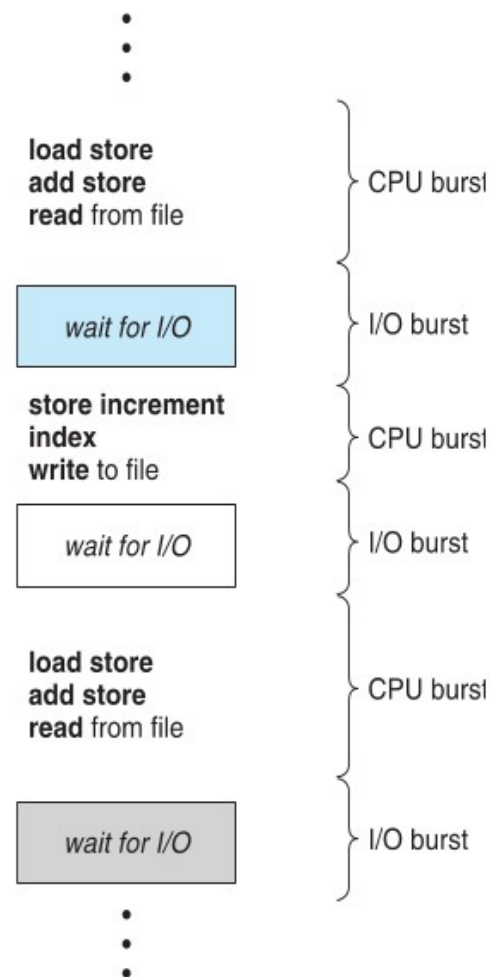 load store
add store
read from file
CPU burst
wait for I/O
I/O burst
store increment
index
write to file
CPU burst
wait for I/O
I/O burst
load store
add store
read from file
CPU burst
wait for I/O
I/O burst